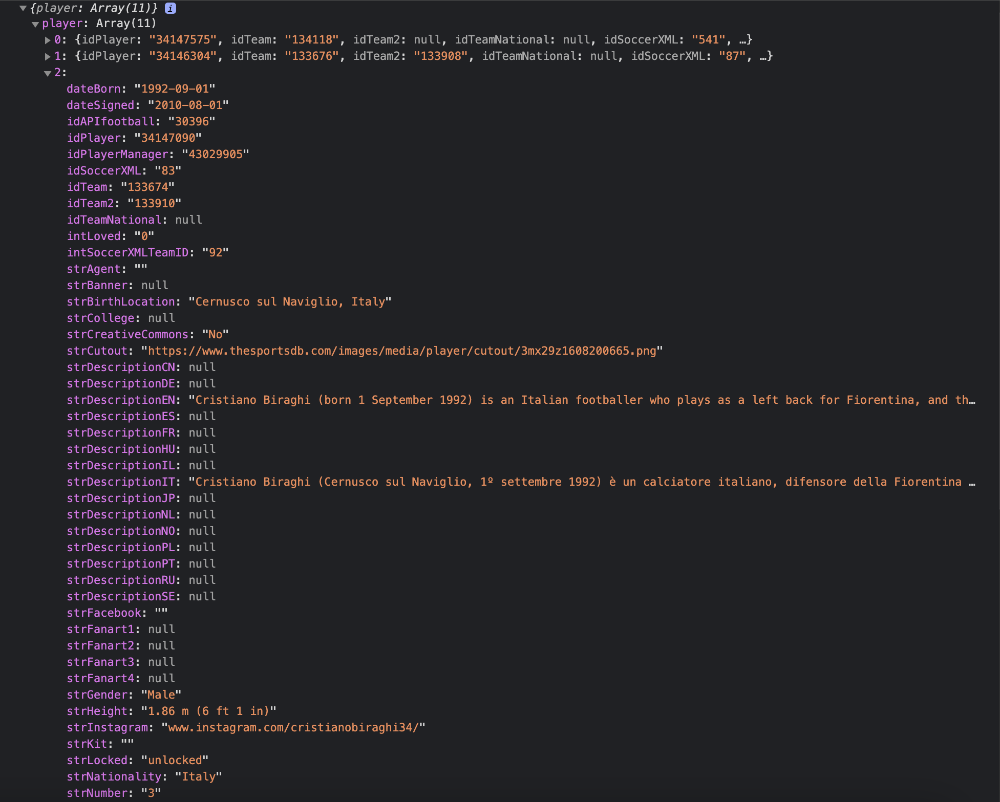 ▼{player: Array(11)} i
▼player: Array(11)
▶0: {idPlayer: "34147575", idTeam: "134118", idTeam2: null, idTeamNational: null, idSoccerXML: "541", …}
▶1: {idPlayer: "34146304", idTeam: "133676", idTeam2: "133908", idTeamNational: null, idSoccerXML: "87", …}
▼2:
dateBorn: "1992-09-01"
dateSigned: "2010-08-01"
idAPIfootball: "30396"
idPlayer: "34147090"
idPlayerManager: "43029905"
idSoccerXML: "83"
idTeam: "133674"
idTeam2: "133910"
idTeamNational: null
intLoved: "0"
intSoccerXMLTeamID: "92"
strAgent: ""
strBanner: null
strBirthLocation: "Cernusco sul Naviglio, Italy"
strCollege: null
strCreativeCommons: "No"
strCutout: "https://www.thesportsdb.com/images/media/player/cutout/3mx29z1608200665.png"
strDescriptionCN: null
strDescriptionDE: null
strDescriptionEN: "Cristiano Biraghi (born 1 September 1992) is an Italian footballer who plays as a left back for Fiorentina, and th…
strDescriptionES: null
strDescriptionFR: null
strDescriptionHU: null
strDescriptionIL: null
strDescriptionIT: "Cristiano Biraghi (Cernusco sul Naviglio, 1º settembre 1992) è un calciatore italiano, difensore della Fiorentina …
strDescriptionJP: null
strDescriptionNL: null
strDescriptionNO: null
strDescriptionPL: null
strDescriptionPT: null
strDescriptionRU: null
strDescriptionSE: null
strFacebook: ""
strFanart1: null
strFanart2: null
strFanart3: null
strFanart4: null
strGender: "Male"
strHeight: "1.86 m (6 ft 1 in)"
strInstagram: "www.instagram.com/cristianobiraghi34/"
strKit: ""
strLocked: "unlocked"
strNationality: "Italy"
strNumber: "3"